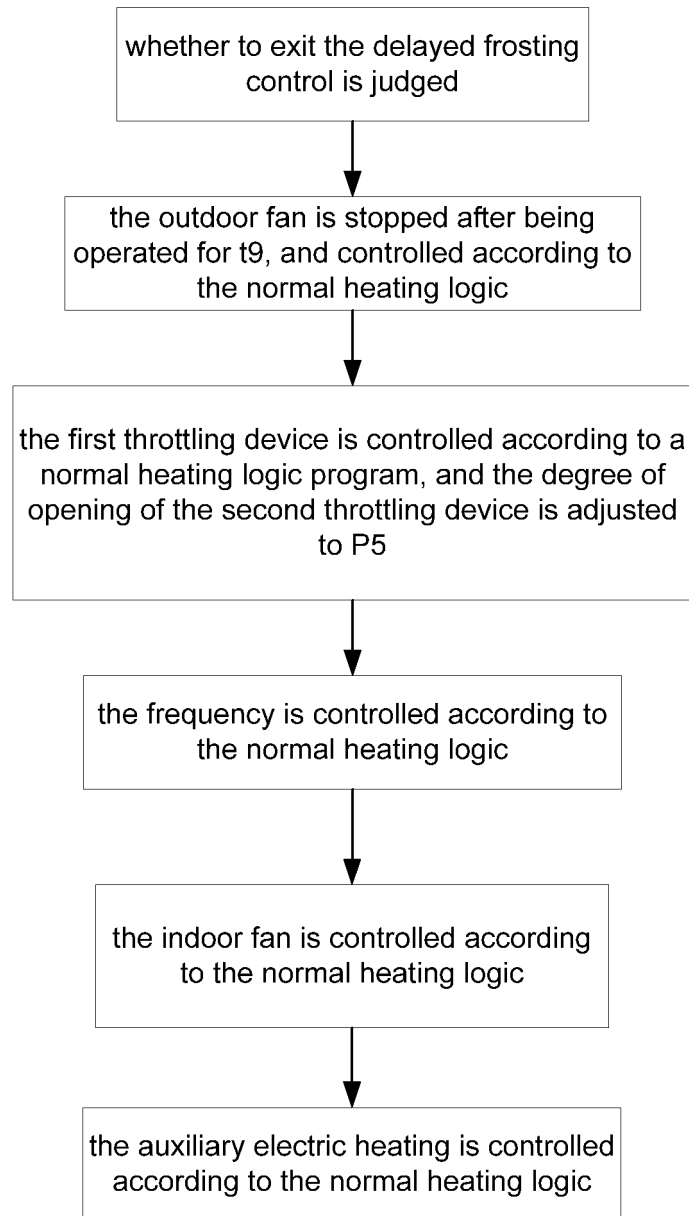 whether to exit the delayed frosting
control is judged
the outdoor fan is stopped after being
operated for t9, and controlled according to
the normal heating logic
the first throttling device is controlled according to a
normal heating logic program, and the degree of
opening of the second throttling device is adjusted
to P5
the frequency is controlled according to
the normal heating logic
the indoor fan is controlled according
to the normal heating logic
the auxiliary electric heating is controlled
according to the normal heating logic